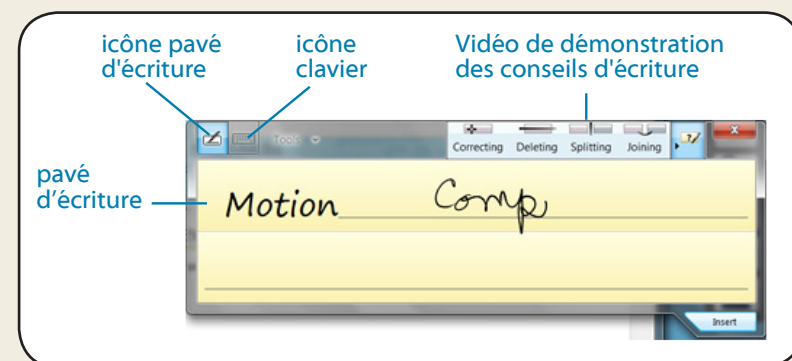 icône pavé
d'écriture
icône
clavier
Vidéo de démonstration
des conseils d'écriture
Tools
Correcting Deleting Splitting Joining
pavé
d'écriture
Motion Comp
Insert